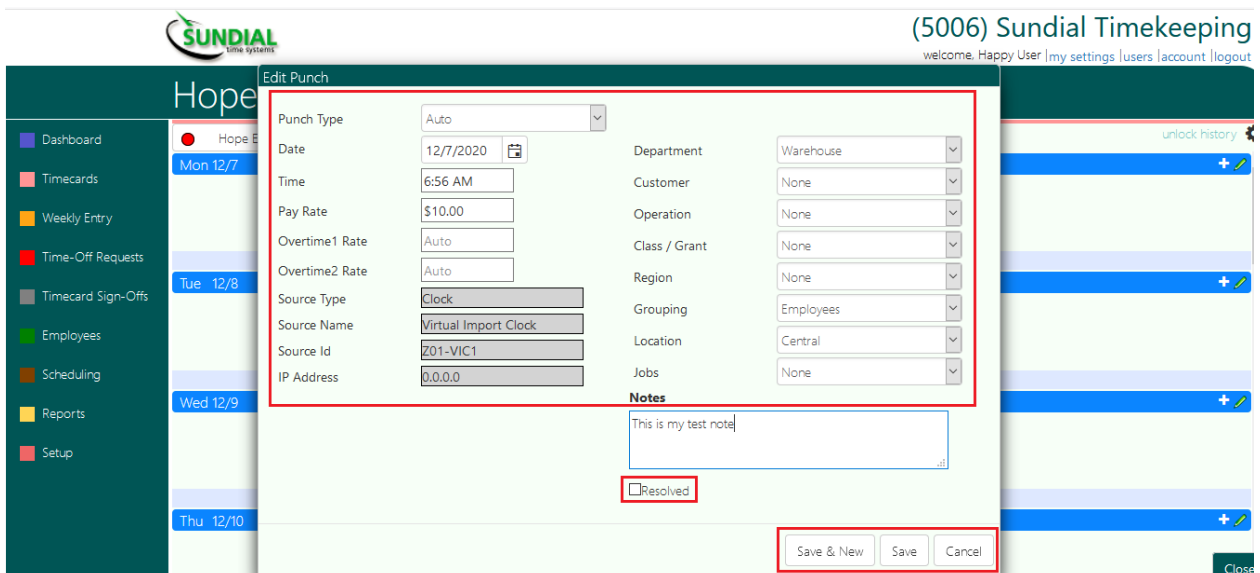 SUNDIAL
time systems
(5006) Sundial Timekeeping
welcome, Happy User |my settings |users |account |logout
Edit Punch
Hope
Dashboard
Timecards
Weekly Entry
Time-Off Requests
Timecard Sign-Offs
Employees
Scheduling
Reports
Setup
Hope E
unlock history
Mon 12/7
Tue 12/8
Wed 12/9
Thu 12/10
Punch Type Auto
Date 12/7/2020
Time 6:56 AM
Pay Rate $10.00
Overtime1 Rate Auto
Overtime2 Rate Auto
Source Type Clock
Source Name Virtual Import Clock
Source Id Z01-VIC1
IP Address 0.0.0.0
Department Warehouse
Customer None
Operation None
Class / Grant None
Region None
Grouping Employees
Location Central
Jobs None
Notes
This is my test note
Resolved
Save & New Save Cancel
Close